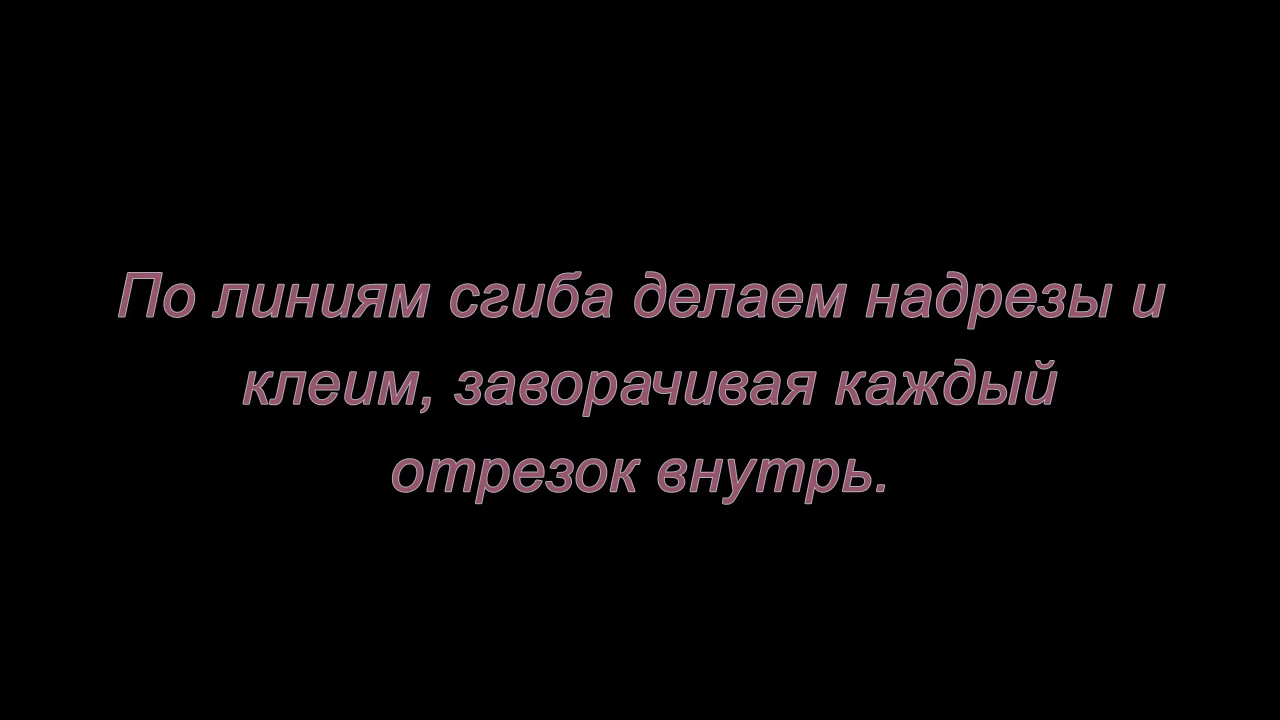 По линиям сгиба делаем надрезы и
клеим, заворачивая каждый
отрезок внутрь.